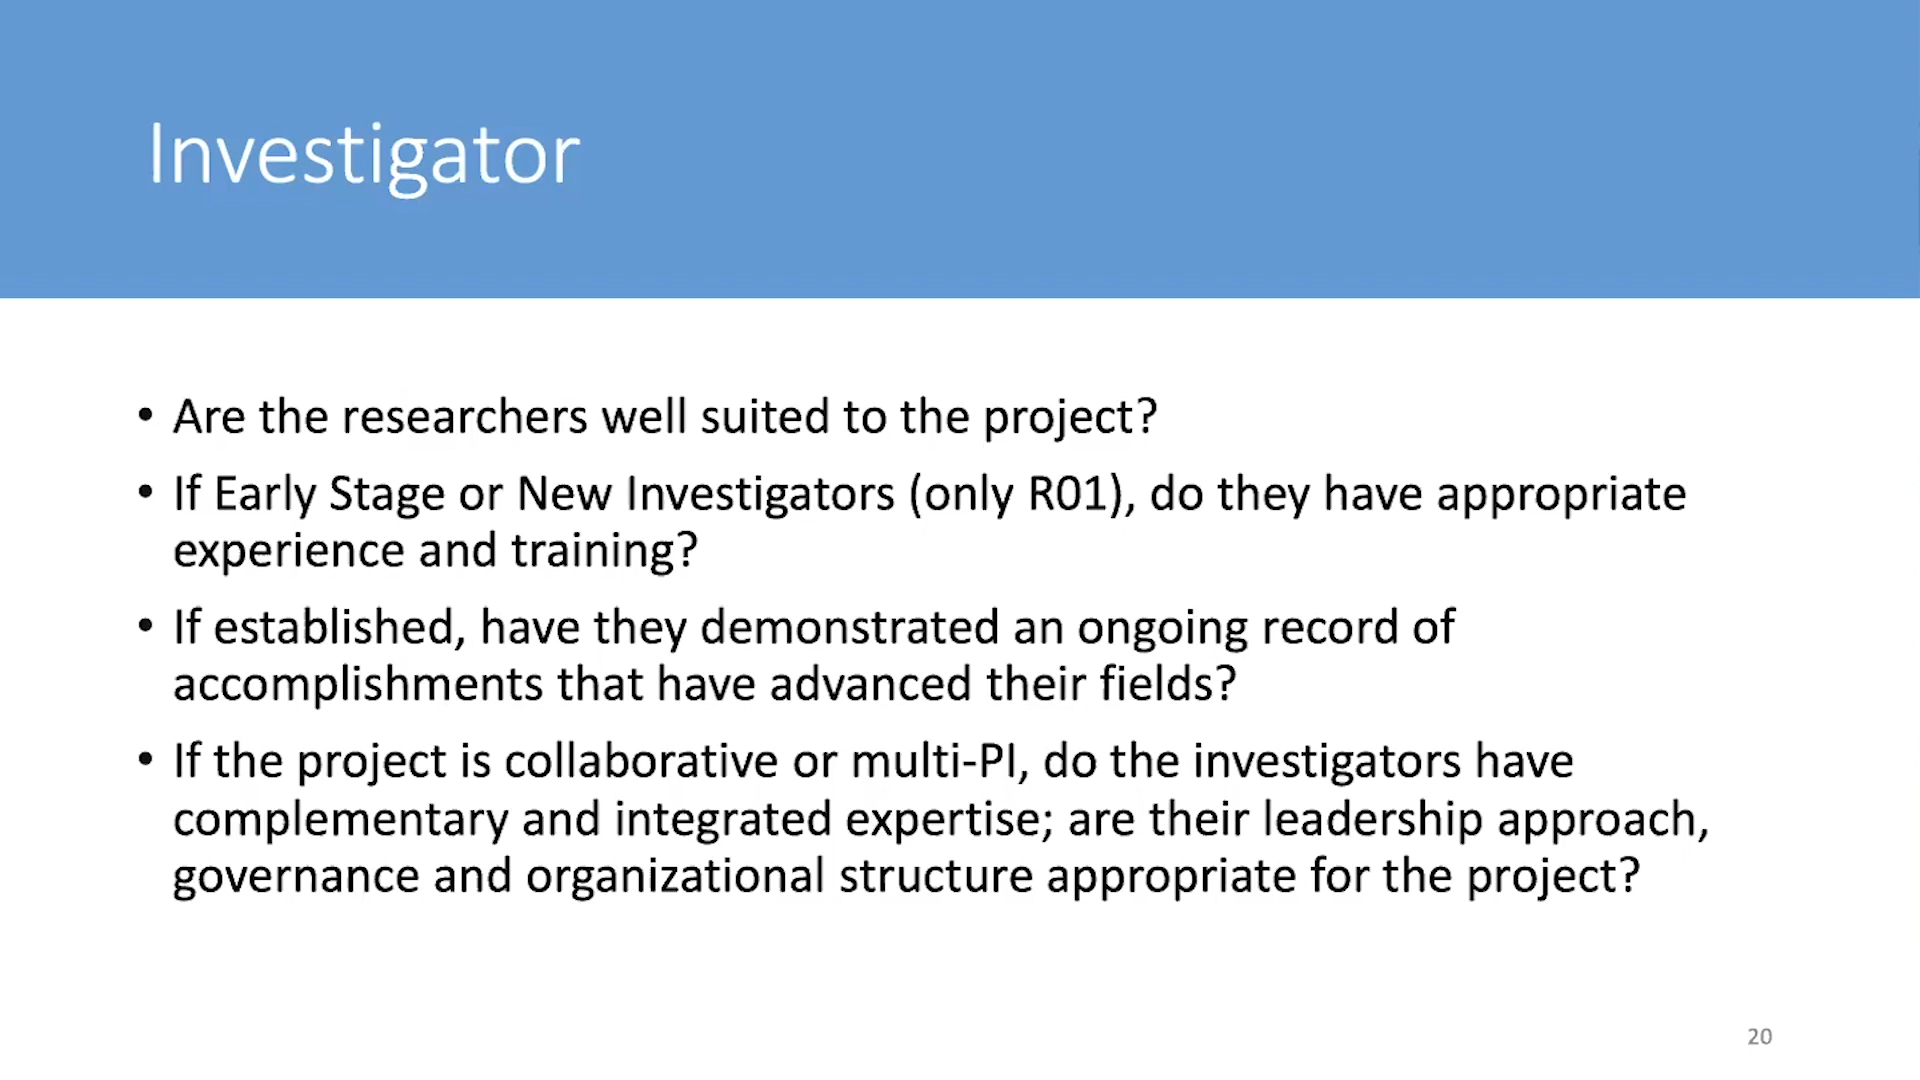 Investigator
• Are the researchers well suited to the project?
• If Early Stage or New Investigators (only R01), do they have appropriate
experience and training?
• If established, have they demonstrated an ongoing record of
accomplishments that have advanced their fields?
• If the project is collaborative or multi-PI, do the investigators have
complementary and integrated expertise; are their leadership approach,
governance and organizational structure appropriate for the project?
20